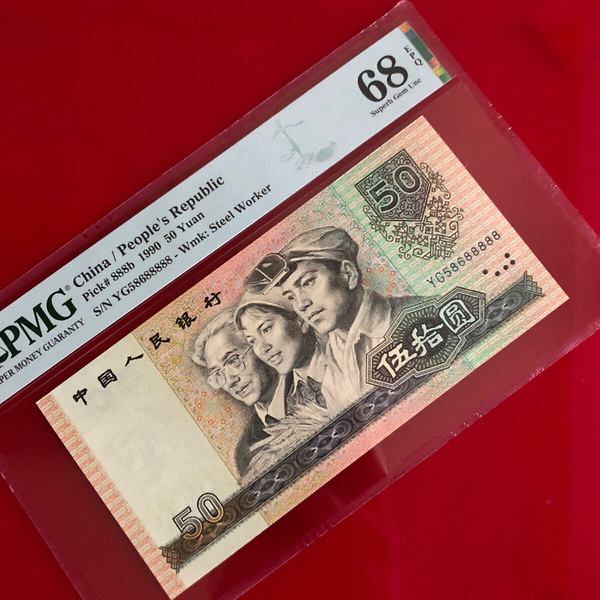 PMG®
PAPER MONEY GUARANTY
China / People's Republic
Pick# 888b 1990 50 Yuan
S/N YG58688888 - Wmk: Steel Worker
68 EPQ
Superb Gem Unc
50
YG58688888
中国人民银行
伍拾圆
50